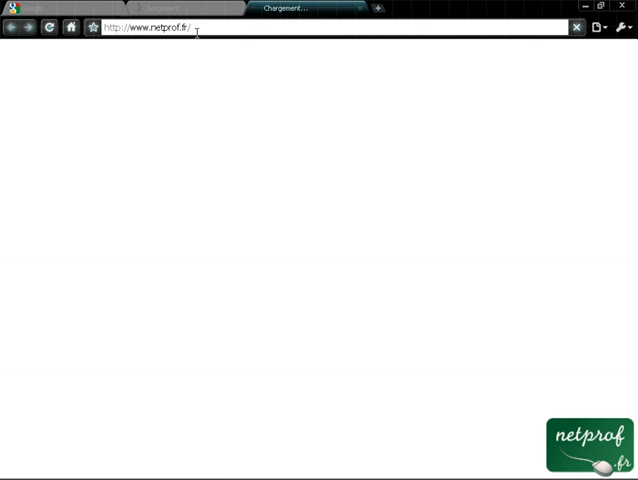 Google
Chargement...
Chargement...
http://www.netprof.fr/
netprof
.fr